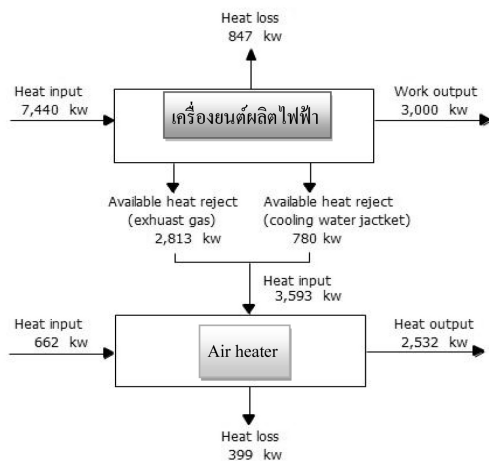 Heat loss
847 kw
Heat input
7,440 kw
Work output
3,000 kw
เครื่องยนต์ผลิตไฟฟ้า
Available heat reject
(exhuast gas)
2,813 kw
Available heat reject
(cooling water jactket)
780 kw
Heat input
3,593 kw
Heat input
662 kw
Heat output
2,532 kw
Air heater
Heat loss
399 kw